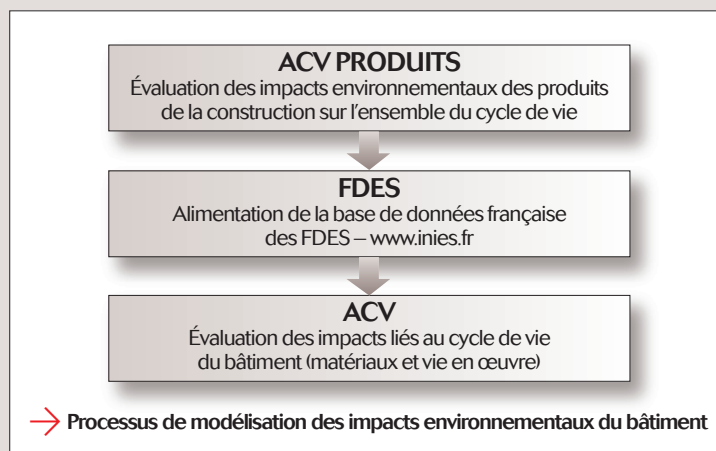 ACV PRODUITS
Évaluation des impacts environnementaux des produits
de la construction sur l'ensemble du cycle de vie
FDES
Alimentation de la base de données française
des FDES – www.inies.fr
ACV
Évaluation des impacts liés au cycle de vie
du bâtiment (matériaux et vie en œuvre)
Processus de modélisation des impacts environnementaux du bâtiment